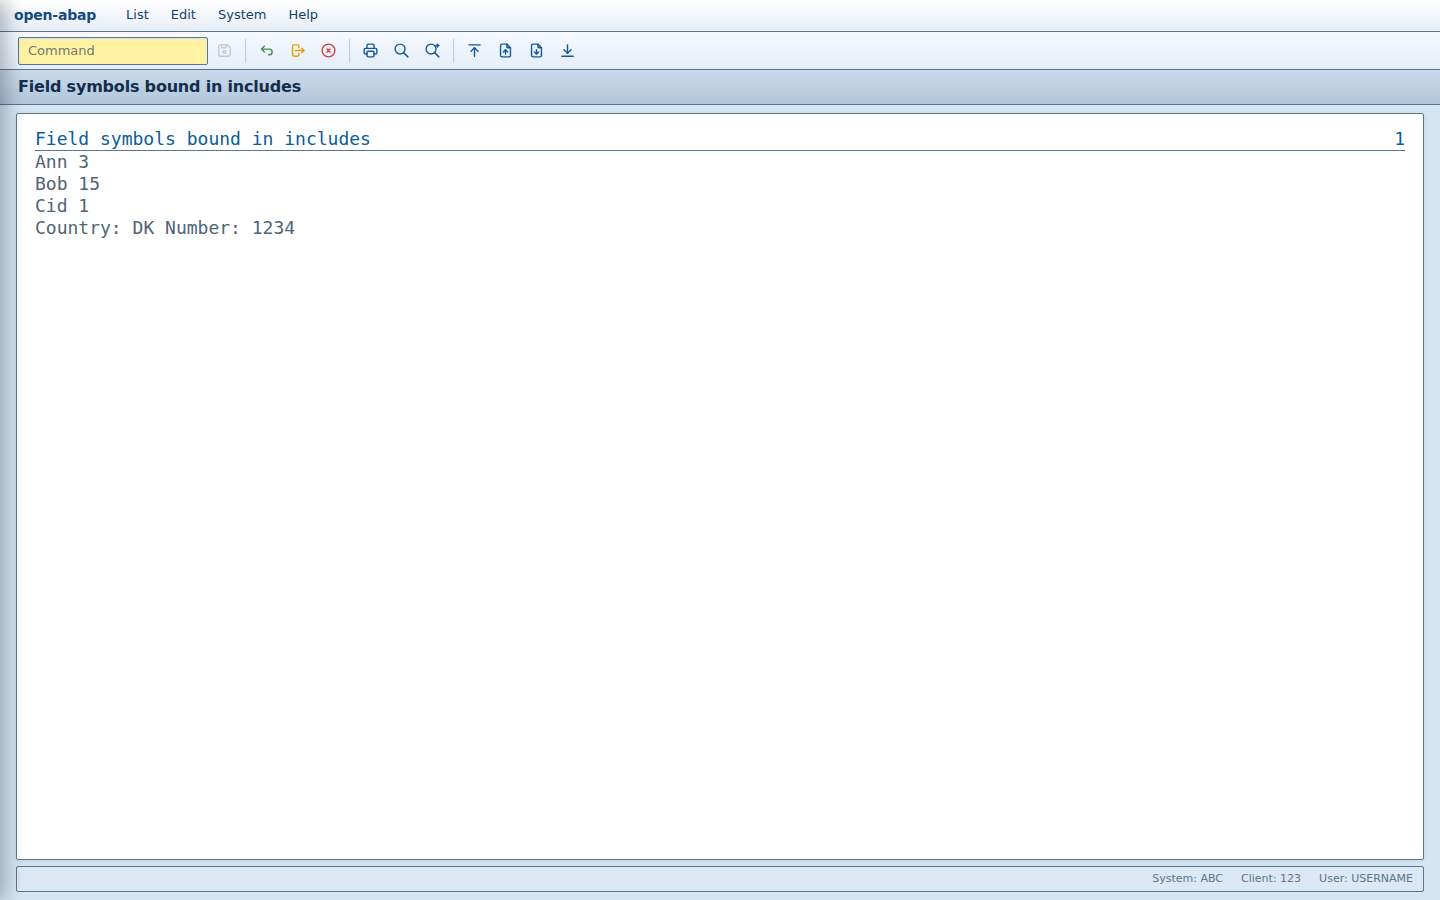 open-abap List Edit System Help
Command
Field symbols bound in includes
Field symbols bound in includes 1
Ann 3
Bob 15
Cid 1
Country: DK Number: 1234
System: ABC Client: 123 User: USERNAME